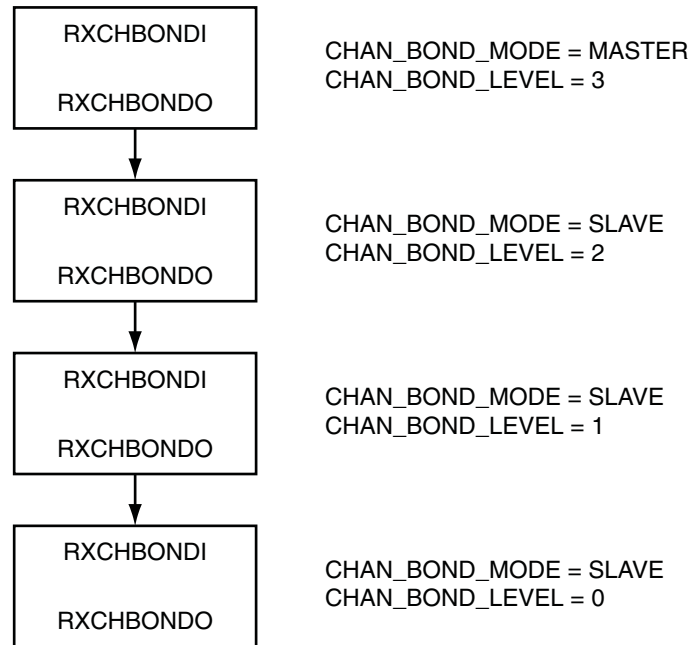 RXCHBONDI
RXCHBONDO
CHAN_BOND_MODE = MASTER
CHAN_BOND_LEVEL = 3
RXCHBONDI
RXCHBONDO
CHAN_BOND_MODE = SLAVE
CHAN_BOND_LEVEL = 2
RXCHBONDI
RXCHBONDO
CHAN_BOND_MODE = SLAVE
CHAN_BOND_LEVEL = 1
RXCHBONDI
RXCHBONDO
CHAN_BOND_MODE = SLAVE
CHAN_BOND_LEVEL = 0